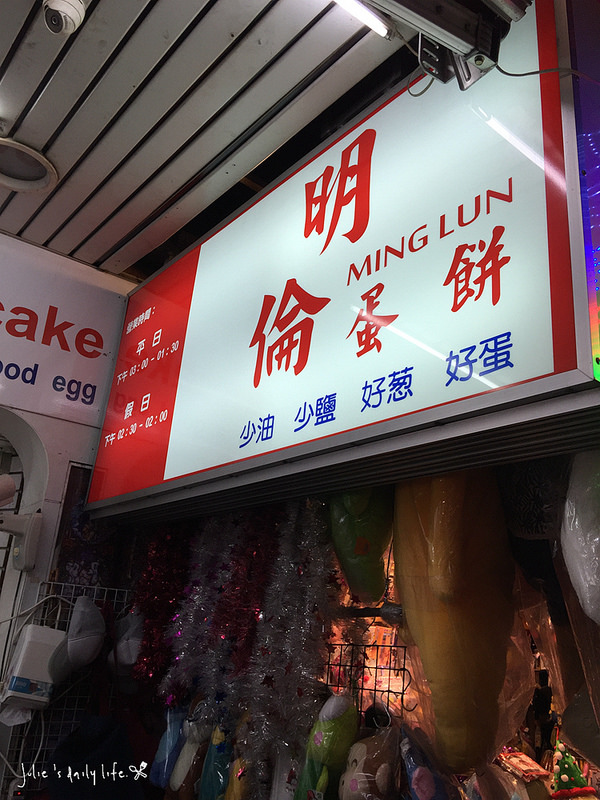 明
MING LUN
倫 蛋 餅
少油 少鹽 好葱 好蛋
營業時間:
平日
下午 03:00 - 01:30
假日
下午 02:30 - 02:00
cake
ood egg
Julie's daily life.